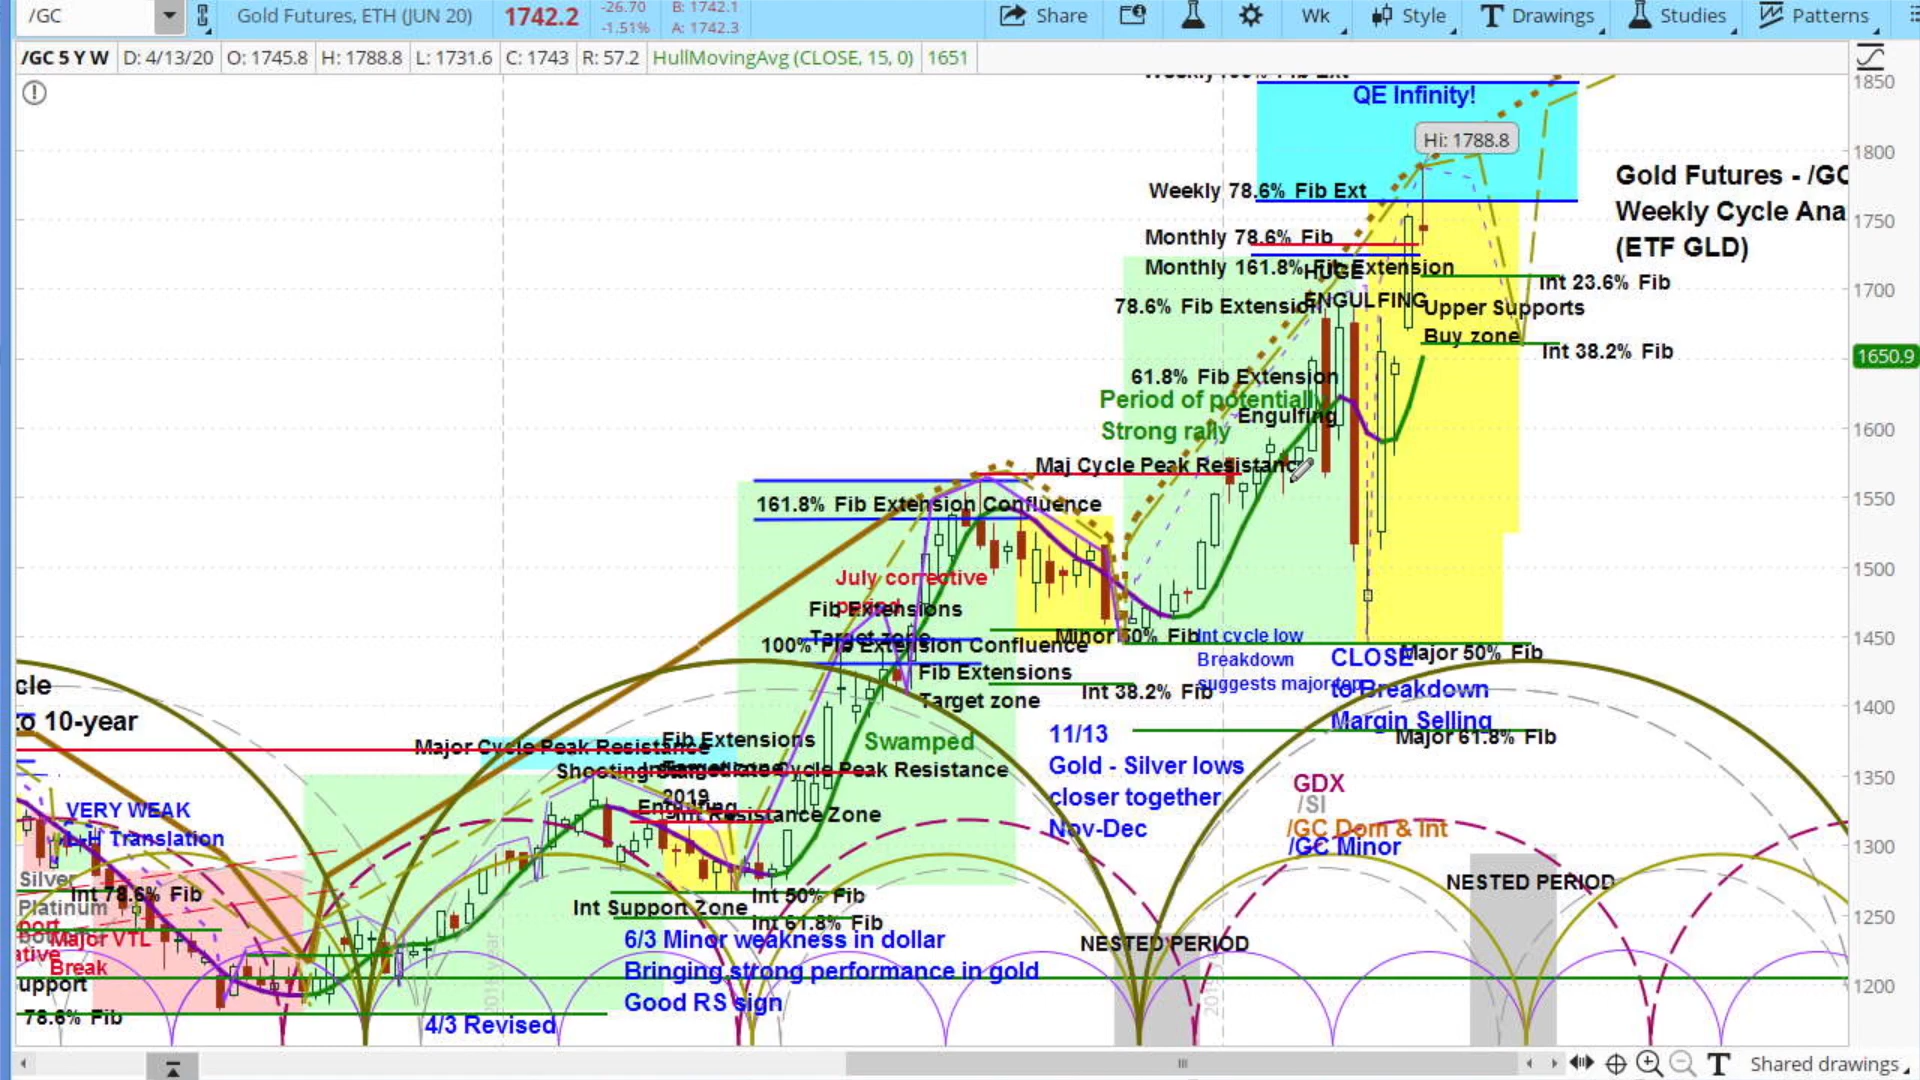 /GC
Gold Futures, ETH (JUN 20)
1742.2
-26.70
-1.51%
B: 1742.1
A: 1742.3
Share
Wk
Style
Drawings
Studies
Patterns
/GC 5 Y W
D: 4/13/20
O: 1745.8
H: 1788.8
L: 1731.6
C: 1743
R: 57.2
HullMovingAvg (CLOSE, 15, 0)
1651
QE Infinity!
Hi: 1788.8
Gold Futures - /GC
Weekly Cycle Ana
(ETF GLD)
Weekly 78.6% Fib Ext
Monthly 78.6% Fib
Monthly 161.8% Fib Extension
HUGE
ENGULFING
78.6% Fib Extension
Int 23.6% Fib
Upper Supports
Buy zone
Int 38.2% Fib
61.8% Fib Extension
Period of potentially
Strong rally
Engulfing
Maj Cycle Peak Resistance
161.8% Fib Extension Confluence
July corrective
period
Fib Extensions
Target zone
100% Fib Extension Confluence
Fib Extensions
Target zone
Minor 50% Fib
Int cycle low
Breakdown
suggests major top
Int 38.2% Fib
CLOSE
to Breakdown
Margin Selling
Major 50% Fib
Major 61.8% Fib
cle
to 10-year
Major Cycle Peak Resistance
Fib Extensions
Target zone
Shooting Star
Intermediate Cycle Peak Resistance
2019
Engulfing
Int Resistance Zone
Swamped
11/13
Gold - Silver lows
closer together
Nov-Dec
GDX
/SI
/GC Dom & Int
/GC Minor
VERY WEAK
L-H Translation
Silver
Int 78.6% Fib
Platinum
Major VTL
Break
upport
78.6% Fib
Int Support Zone
Int 50% Fib
Int 61.8% Fib
6/3 Minor weakness in dollar
Bringing strong performance in gold
Good RS sign
4/3 Revised
NESTED PERIOD
NESTED PERIOD
1850
1800
1750
1700
1650.9
1600
1550
1500
1450
1400
1350
1300
1250
1200
Shared drawings